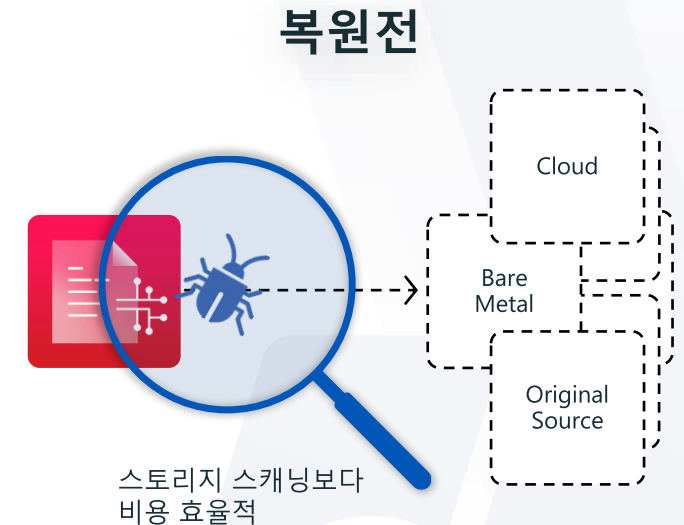 복원전
Cloud
Bare
Metal
Original
Source
스토리지 스캐닝보다
비용 효율적